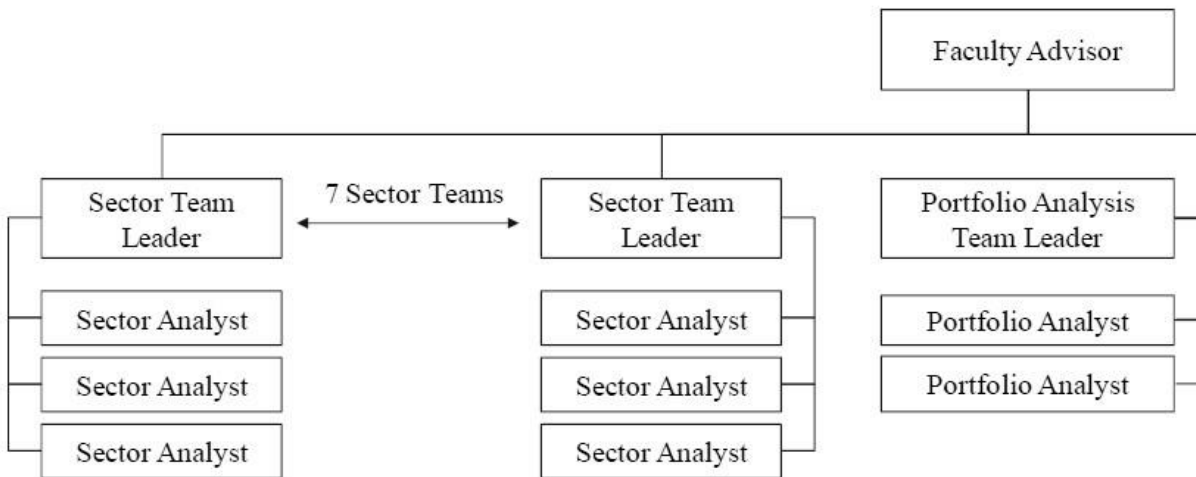 Faculty Advisor
Sector Team
Leader
7 Sector Teams
Sector Team
Leader
Portfolio Analysis
Team Leader
Sector Analyst
Sector Analyst
Portfolio Analyst
Sector Analyst
Sector Analyst
Portfolio Analyst
Sector Analyst
Sector Analyst